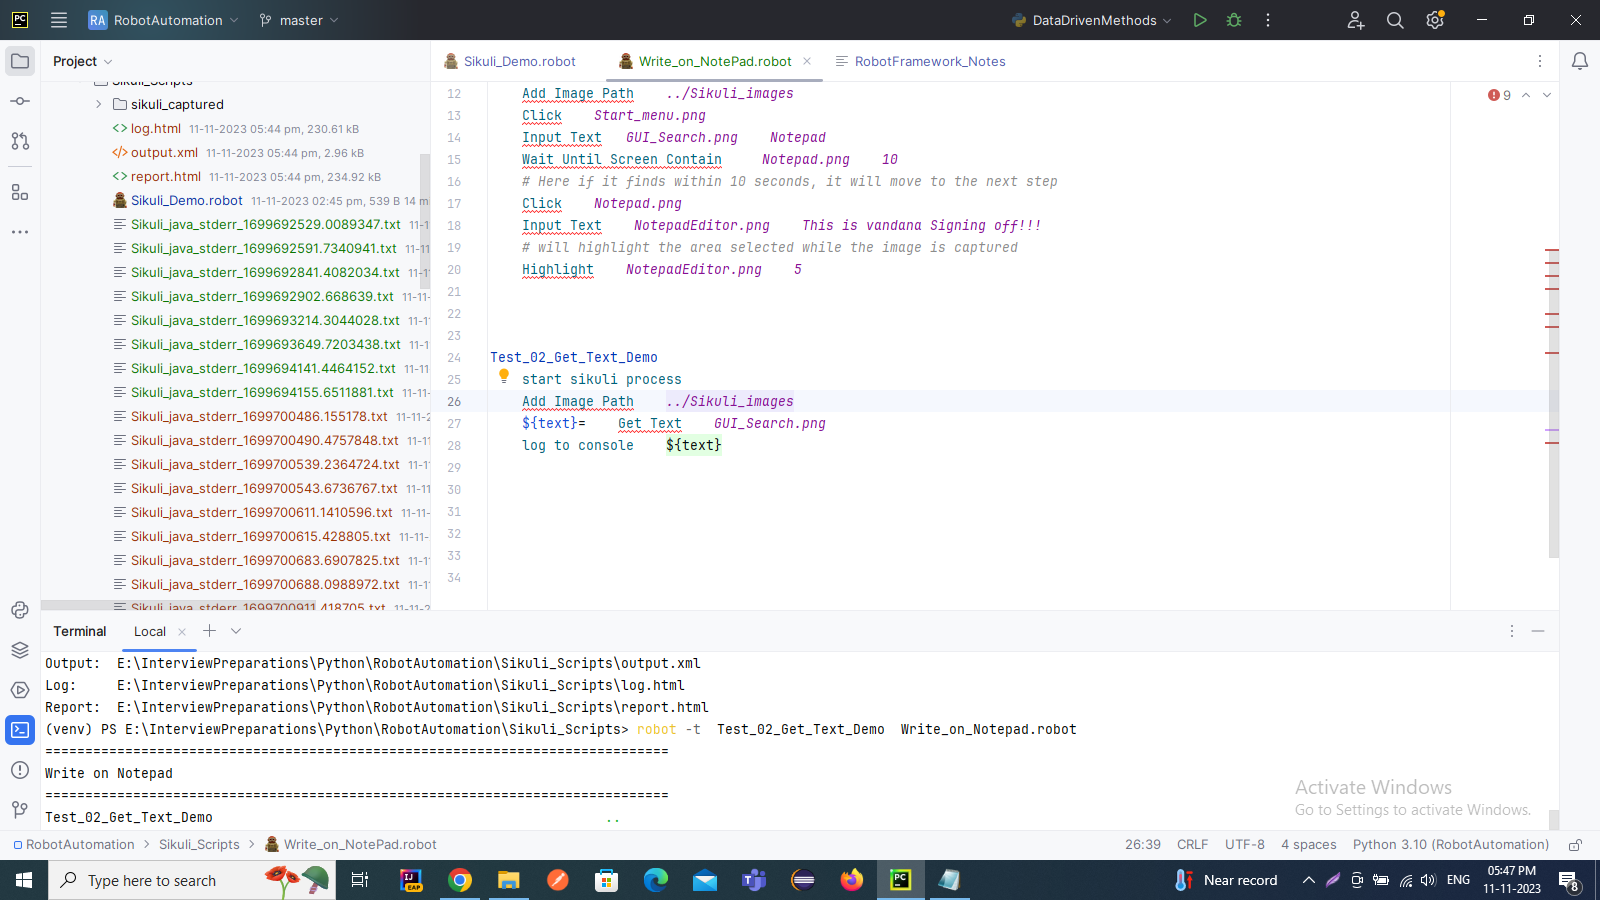 PC RA RobotAutomation master DataDrivenMethods
Project
Sikuli_Demo.robot Write_on_NotePad.robot RobotFramework_Notes
Sikuli_Scripts
sikuli_captured
log.html 11-11-2023 05:44 pm, 230.61 kB
output.xml 11-11-2023 05:44 pm, 2.96 kB
report.html 11-11-2023 05:44 pm, 234.92 kB
Sikuli_Demo.robot 11-11-2023 02:45 pm, 539 B 14 m
Sikuli_java_stderr_1699692529.0089347.txt 11-1
Sikuli_java_stderr_1699692591.7340941.txt 11-11
Sikuli_java_stderr_1699692841.4082034.txt 11-1
Sikuli_java_stderr_1699692902.668639.txt 11-11-
Sikuli_java_stderr_1699693214.3044028.txt 11-1
Sikuli_java_stderr_1699693649.7203438.txt 11-1
Sikuli_java_stderr_1699694141.4464152.txt 11-11
Sikuli_java_stderr_1699694155.6511881.txt 11-11-
Sikuli_java_stderr_1699700486.155178.txt 11-11-2
Sikuli_java_stderr_1699700490.4757848.txt 11-11
Sikuli_java_stderr_1699700539.2364724.txt 11-11
Sikuli_java_stderr_1699700543.6736767.txt 11-11
Sikuli_java_stderr_1699700611.1410596.txt 11-11-
Sikuli_java_stderr_1699700615.428805.txt 11-11-
Sikuli_java_stderr_1699700683.6907825.txt 11-11
Sikuli_java_stderr_1699700688.0988972.txt 11-11
Sikuli_java_stderr_1699700911.418705.txt 11-11-2
9
12 Add Image Path ../Sikuli_images
13 Click Start_menu.png
14 Input Text GUI_Search.png Notepad
15 Wait Until Screen Contain Notepad.png 10
16 # Here if it finds within 10 seconds, it will move to the next step
17 Click Notepad.png
18 Input Text NotepadEditor.png This is vandana Signing off!!!
19 # will highlight the area selected while the image is captured
20 Highlight NotepadEditor.png 5
21
22
23
24 Test_02_Get_Text_Demo
25 start sikuli process
26 Add Image Path ../Sikuli_images
27 ${text}= Get Text GUI_Search.png
28 log to console ${text}
29
30
31
32
33
34
Terminal Local
Output: E:\InterviewPreparations\Python\RobotAutomation\Sikuli_Scripts\output.xml
Log: E:\InterviewPreparations\Python\RobotAutomation\Sikuli_Scripts\log.html
Report: E:\InterviewPreparations\Python\RobotAutomation\Sikuli_Scripts\report.html
(venv) PS E:\InterviewPreparations\Python\RobotAutomation\Sikuli_Scripts> robot -t Test_02_Get_Text_Demo Write_on_Notepad.robot
==============================================================================
Write on Notepad
==============================================================================
Test_02_Get_Text_Demo ..
Activate Windows
Go to Settings to activate Windows.
RobotAutomation > Sikuli_Scripts > Write_on_NotePad.robot 26:39 CRLF UTF-8 4 spaces Python 3.10 (RobotAutomation)
Type here to search IJ EAP PC Near record ENG 05:47 PM
11-11-2023 8